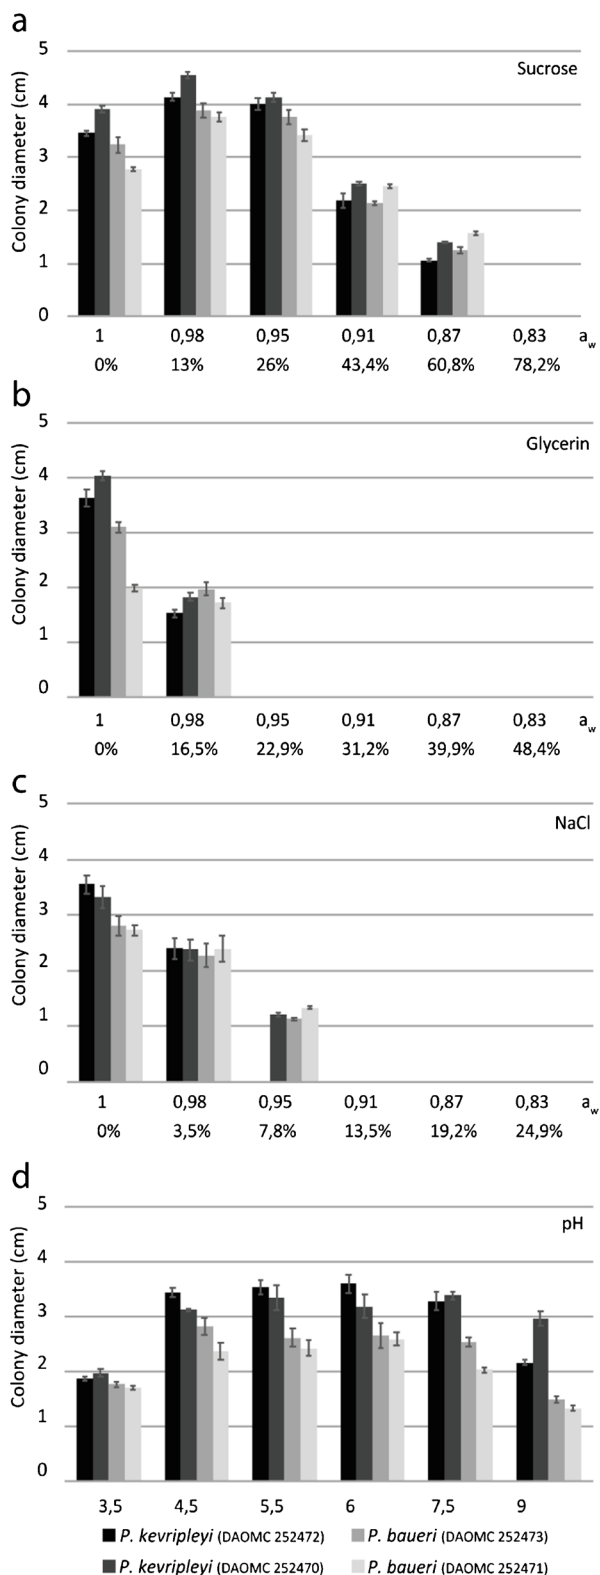 a
5
4
3
2
1
0
Colony diameter (cm)
Sucrose
1 0,98 0,95 0,91 0,87 0,83 aw
0% 13% 26% 43,4% 60,8% 78,2%
b
5
4
3
2
1
0
Colony diameter (cm)
Glycerin
1 0,98 0,95 0,91 0,87 0,83 aw
0% 16,5% 22,9% 31,2% 39,9% 48,4%
c
5
4
3
2
1
0
Colony diameter (cm)
NaCl
1 0,98 0,95 0,91 0,87 0,83 aw
0% 3,5% 7,8% 13,5% 19,2% 24,9%
d
5
4
3
2
1
0
Colony diameter (cm)
pH
3,5 4,5 5,5 6 7,5 9
P. kevripleyi (DAOMC 252472) P. baueri (DAOMC 252473)
P. kevripleyi (DAOMC 252470) P. baueri (DAOMC 252471)